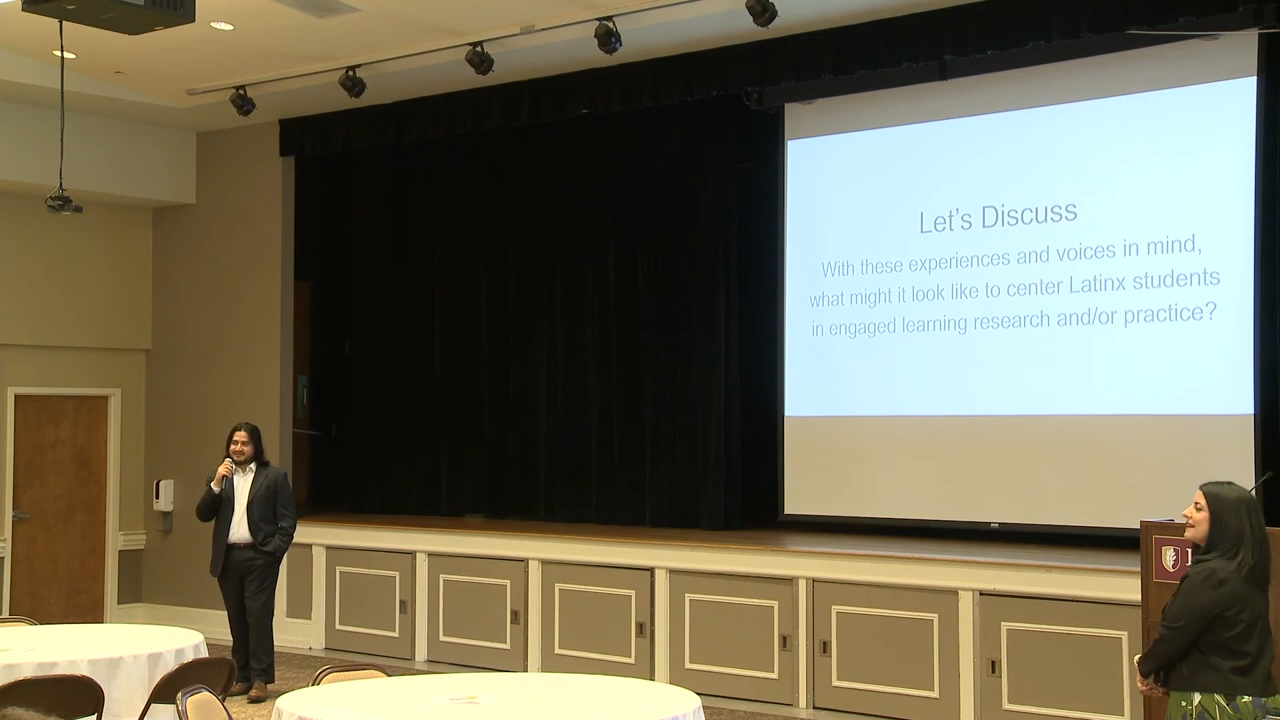 Let's Discuss
With these experiences and voices in mind,
what might it look like to center Latinx students
in engaged learning research and/or practice?